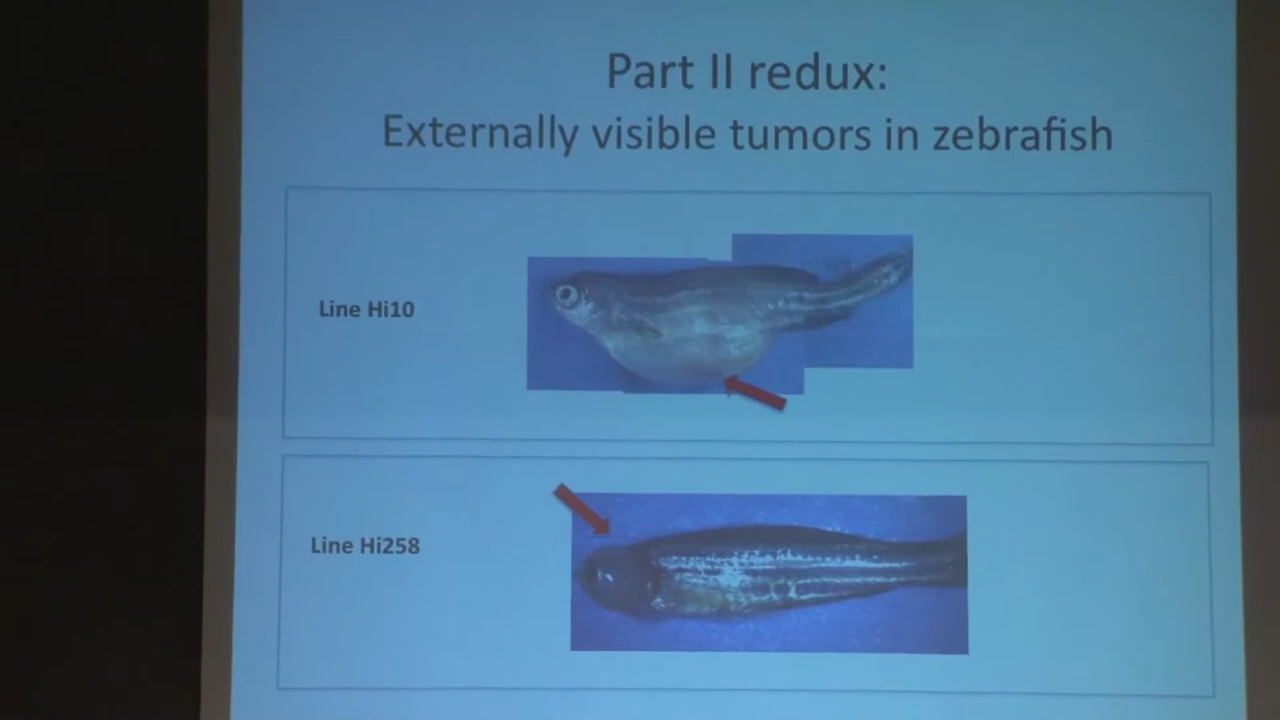 Part II redux:
Externally visible tumors in zebrafish
Line Hi10
Line Hi258